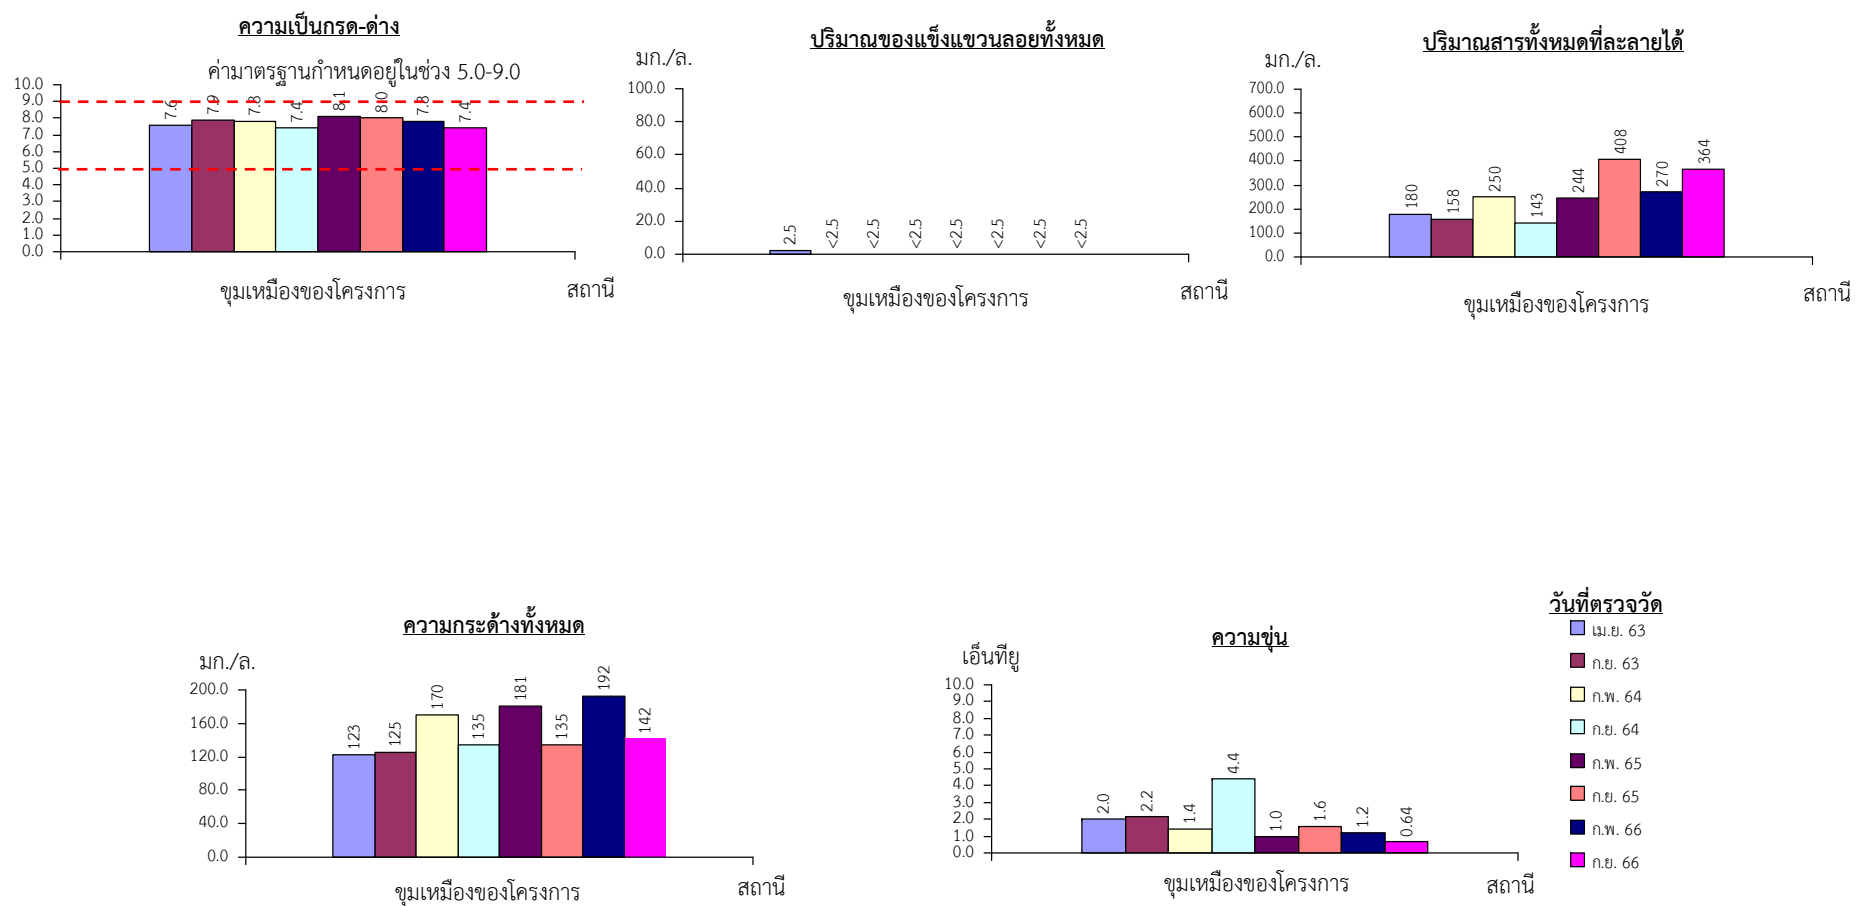 ความเป็นกรด-ด่าง
ค่ามาตรฐานกำหนดอยู่ในช่วง 5.0-9.0
10.0
9.0
8.0
7.0
6.0
5.0
4.0
3.0
2.0
1.0
0.0
7.6
7.9
7.8
7.4
8.1
8.0
7.8
7.4
ขุมเหมืองของโครงการ
สถานี
ปริมาณของแข็งแขวนลอยทั้งหมด
มก./ล.
100.0
80.0
60.0
40.0
20.0
0.0
2.5
<2.5
<2.5
<2.5
<2.5
<2.5
<2.5
<2.5
ขุมเหมืองของโครงการ
สถานี
ปริมาณสารทั้งหมดที่ละลายได้
มก./ล.
700.0
600.0
500.0
400.0
300.0
200.0
100.0
0.0
180
158
250
143
244
408
270
364
ขุมเหมืองของโครงการ
สถานี
ความกระด้างทั้งหมด
มก./ล.
200.0
160.0
120.0
80.0
40.0
0.0
123
125
170
135
181
135
192
142
ขุมเหมืองของโครงการ
สถานี
ความขุ่น
เอ็นทียู
10.0
9.0
8.0
7.0
6.0
5.0
4.0
3.0
2.0
1.0
0.0
2.0
2.2
1.4
4.4
1.0
1.6
1.2
0.64
ขุมเหมืองของโครงการ
สถานี
วันที่ตรวจวัด
เม.ย. 63
ก.ย. 63
ก.พ. 64
ก.ย. 64
ก.พ. 65
ก.ย. 65
ก.พ. 66
ก.ย. 66